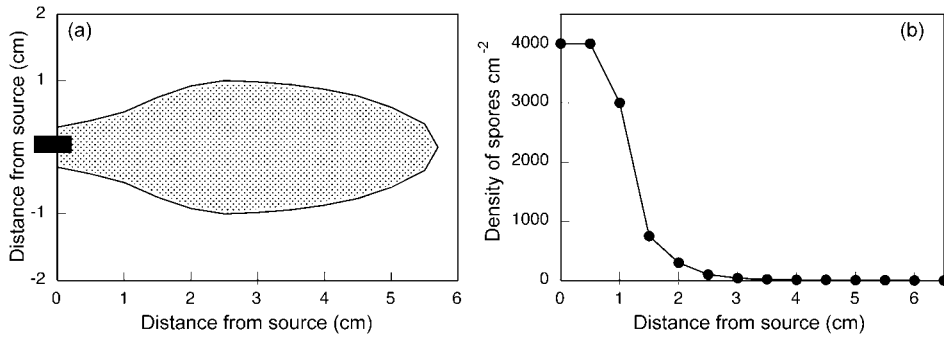 (a)
Distance from source (cm)
2
1
0
-1
-2
0 1 2 3 4 5 6
Distance from source (cm)
(b)
Density of spores cm -2
4000
3000
2000
1000
0
0 1 2 3 4 5 6
Distance from source (cm)